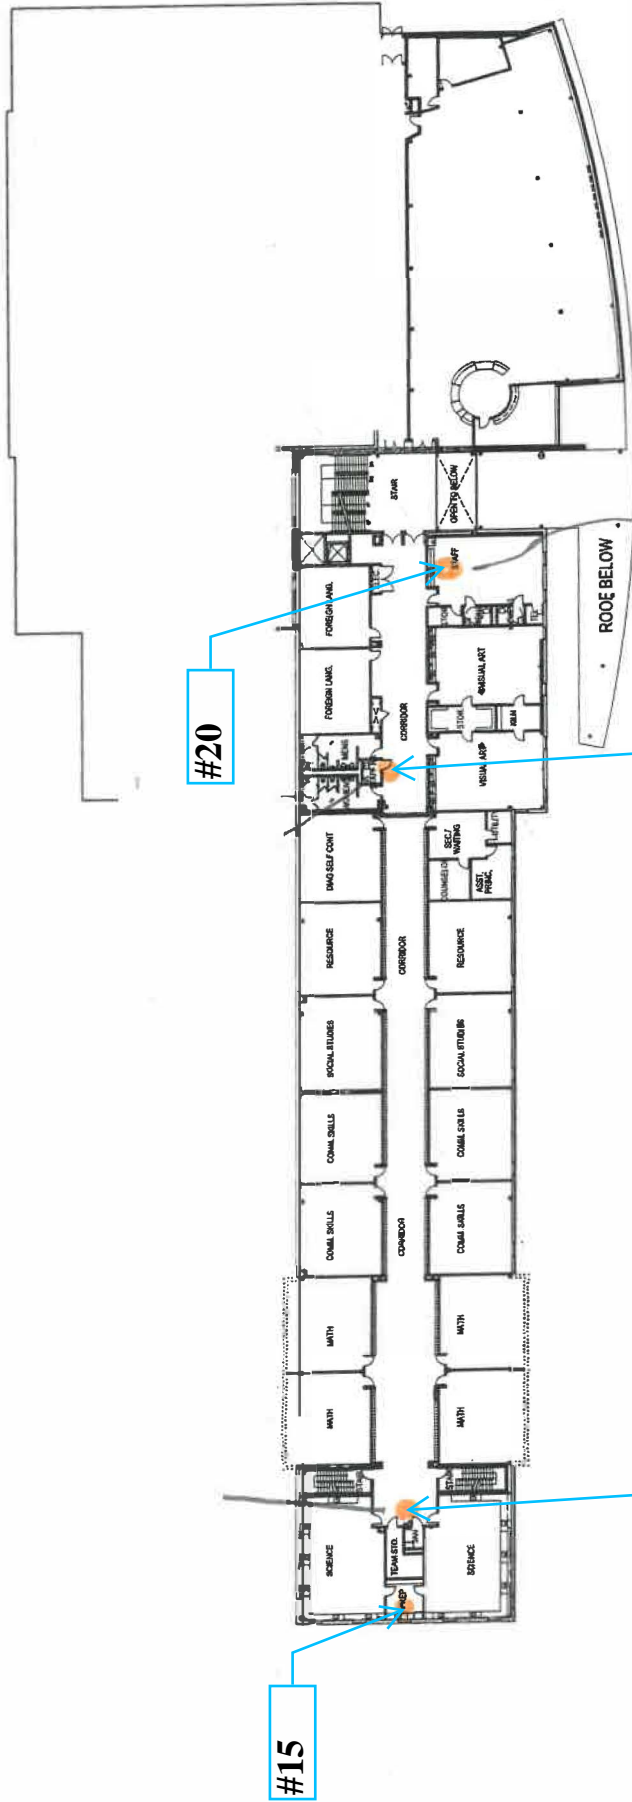 #20
#15
STAIR
OPEN TO BELOW
STAFF
ROOF BELOW
FOREIGN LANG.
FOREIGN LANG.
CORRIDOR
STOR.
KILN
VISUAL ART
VISUAL ART
MENS
WOMENS
DIAG SELF CONT
SEC./
WAITING
COUNSELOR
ASST.
PRINC.
RESOURCE
CORRIDOR
RESOURCE
SOCIAL STUDIES
SOCIAL STUDIES
COMM. SKILLS
COMM. SKILLS
COMM. SKILLS
CORRIDOR
COMM. SKILLS
MATH
MATH
MATH
MATH
SCIENCE
TEAM STO.
SCIENCE
PREP